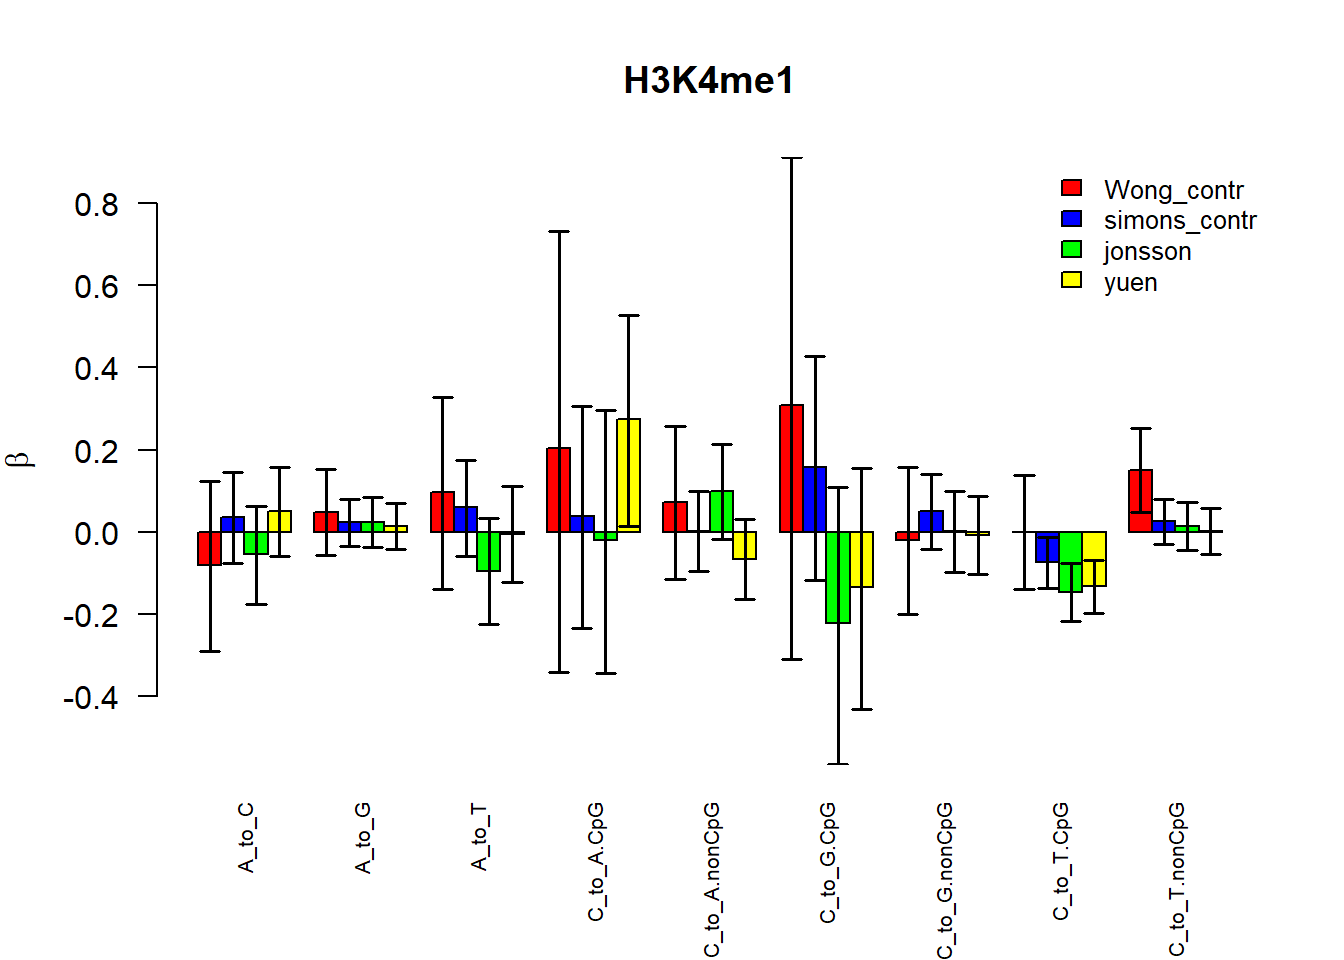 H3K4me1
Wong_contr
simons_contr
jonsson
yuen
β
0.8
0.6
0.4
0.2
0.0
-0.2
-0.4
A_to_C
A_to_G
A_to_T
C_to_A.CpG
C_to_A.nonCpG
C_to_G.CpG
C_to_G.nonCpG
C_to_T.CpG
C_to_T.nonCpG